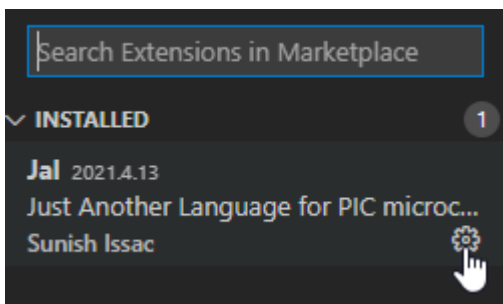 Search Extensions in Marketplace
INSTALLED 1
Jal 2021.4.13
Just Another Language for PIC microc...
Sunish Issac